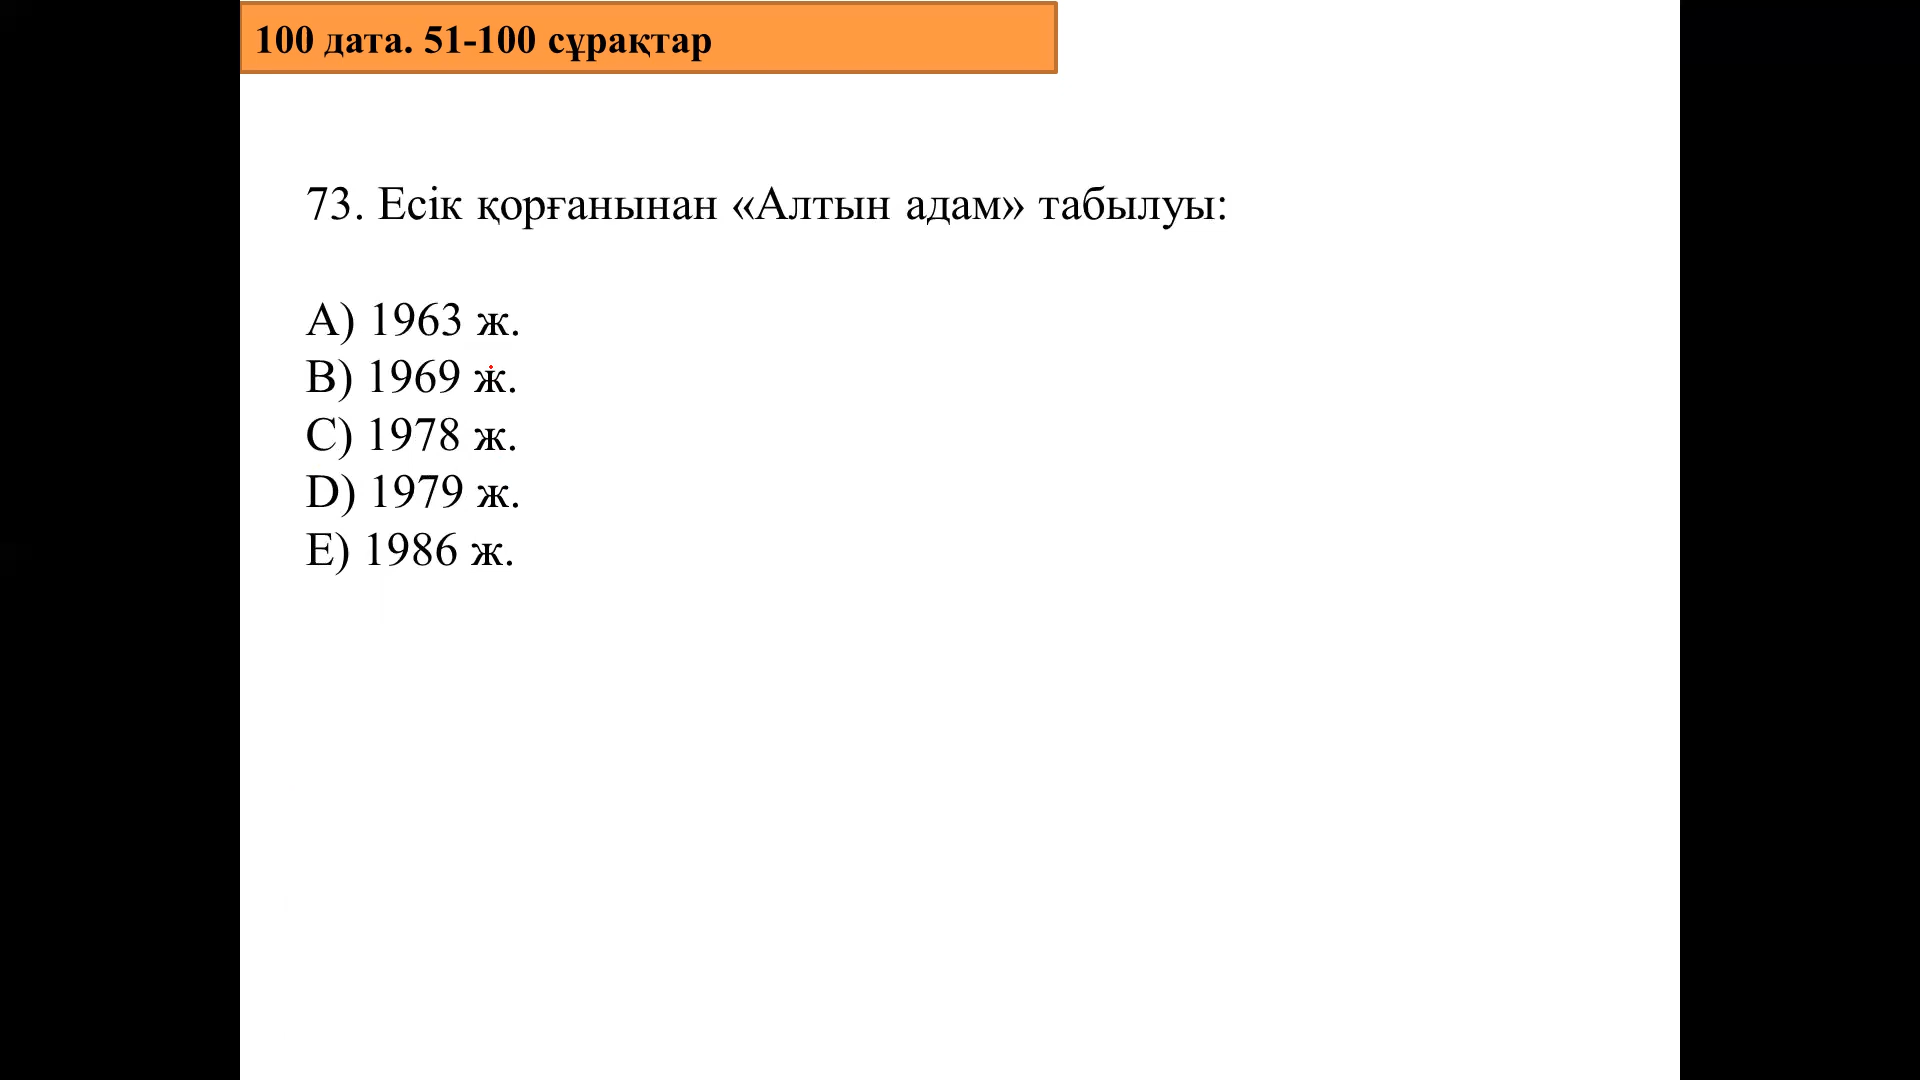 100 дата. 51-100 сұрақтар
73. Есік қорғанынан «Алтын адам» табылуы:
A) 1963 ж.
B) 1969 ж.
C) 1978 ж.
D) 1979 ж.
E) 1986 ж.